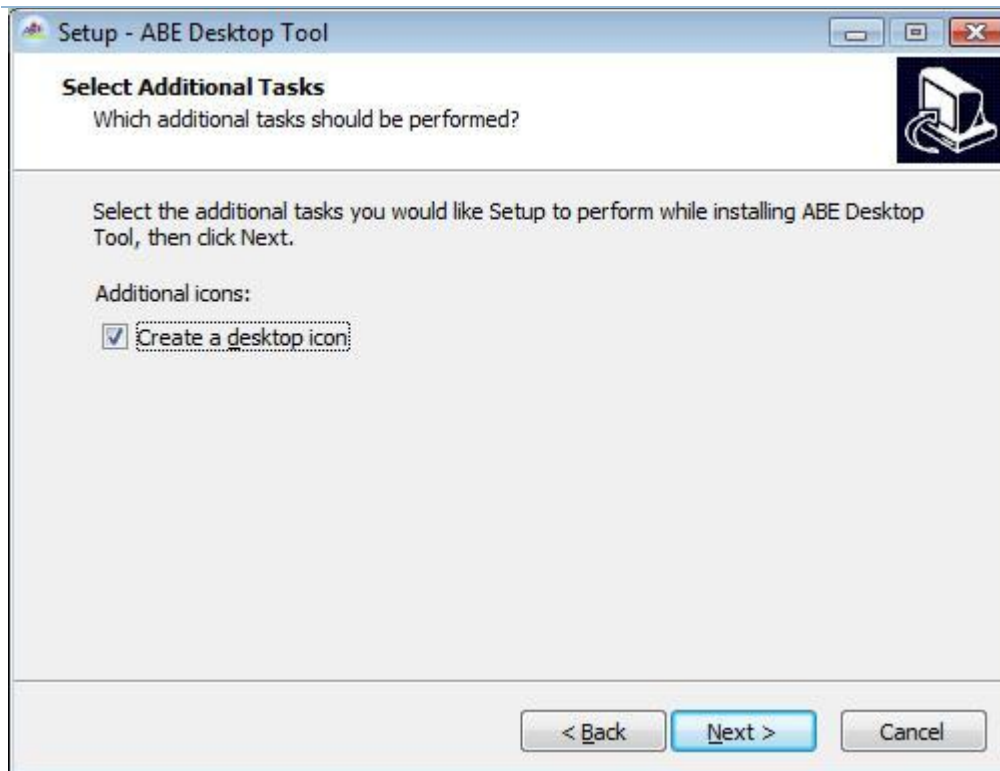 Setup - ABE Desktop Tool
Select Additional Tasks
Which additional tasks should be performed?
Select the additional tasks you would like Setup to perform while installing ABE Desktop
Tool, then click Next.
Additional icons:
Create a desktop icon
< Back Next > Cancel